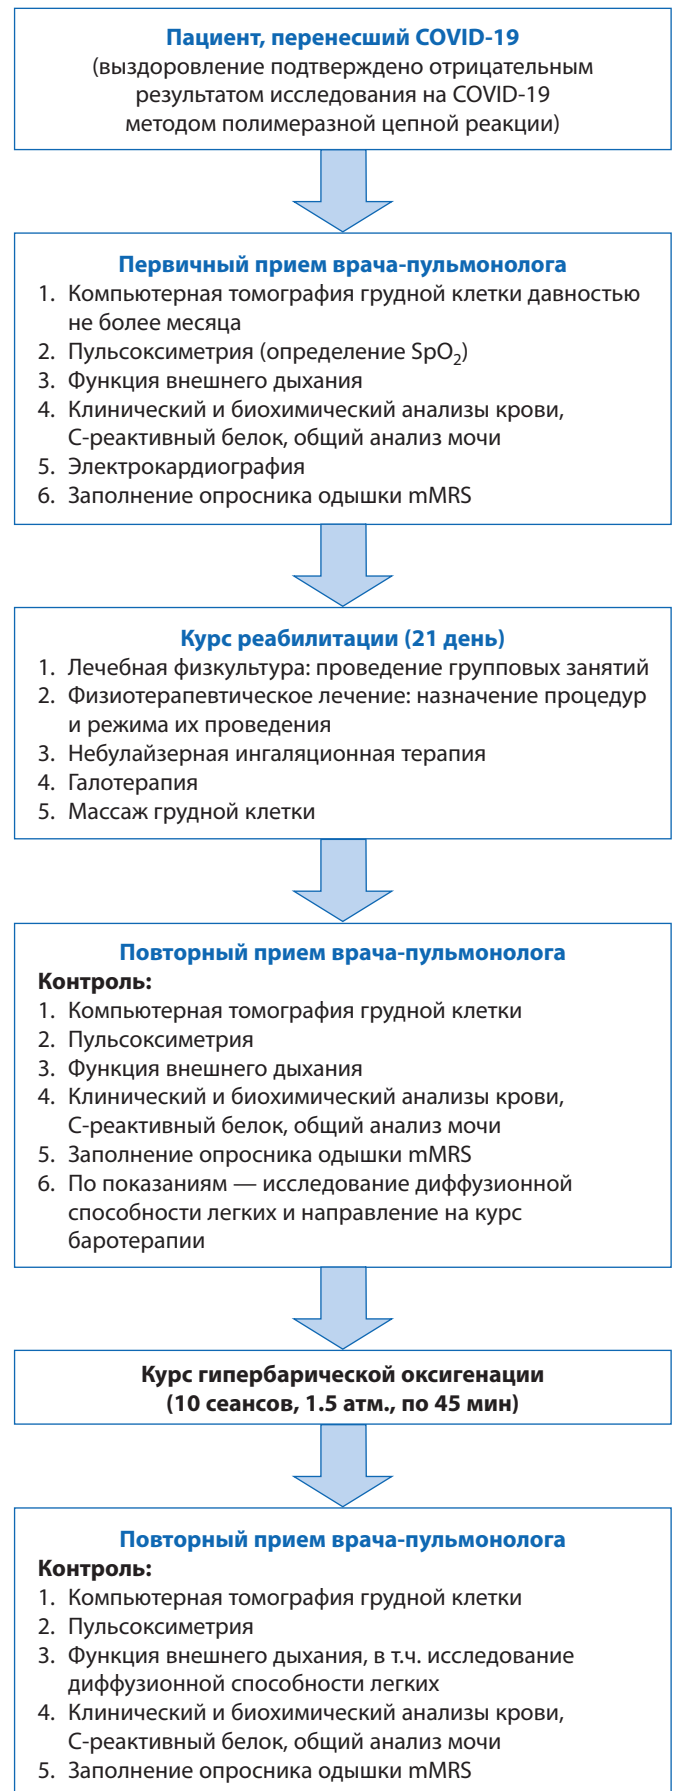 Пациент, перенесший COVID-19
(выздоровление подтверждено отрицательным
результатом исследования на COVID-19
методом полимеразной цепной реакции)
Первичный прием врача-пульмонолога
1. Компьютерная томография грудной клетки давностью
не более месяца
2. Пульсоксиметрия (определение SpO₂)
3. Функция внешнего дыхания
4. Клинический и биохимический анализы крови,
С-реактивный белок, общий анализ мочи
5. Электрокардиография
6. Заполнение опросника одышки mMRS
Курс реабилитации (21 день)
1. Лечебная физкультура: проведение групповых занятий
2. Физиотерапевтическое лечение: назначение процедур
и режима их проведения
3. Небулайзерная ингаляционная терапия
4. Галотерапия
5. Массаж грудной клетки
Повторный прием врача-пульмонолога
Контроль:
1. Компьютерная томография грудной клетки
2. Пульсоксиметрия
3. Функция внешнего дыхания
4. Клинический и биохимический анализы крови,
С-реактивный белок, общий анализ мочи
5. Заполнение опросника одышки mMRS
6. По показаниям — исследование диффузионной
способности легких и направление на курс
баротерапии
Курс гипербарической оксигенации
(10 сеансов, 1.5 атм., по 45 мин)
Повторный прием врача-пульмонолога
Контроль:
1. Компьютерная томография грудной клетки
2. Пульсоксиметрия
3. Функция внешнего дыхания, в т.ч. исследование
диффузионной способности легких
4. Клинический и биохимический анализы крови,
С-реактивный белок, общий анализ мочи
5. Заполнение опросника одышки mMRS